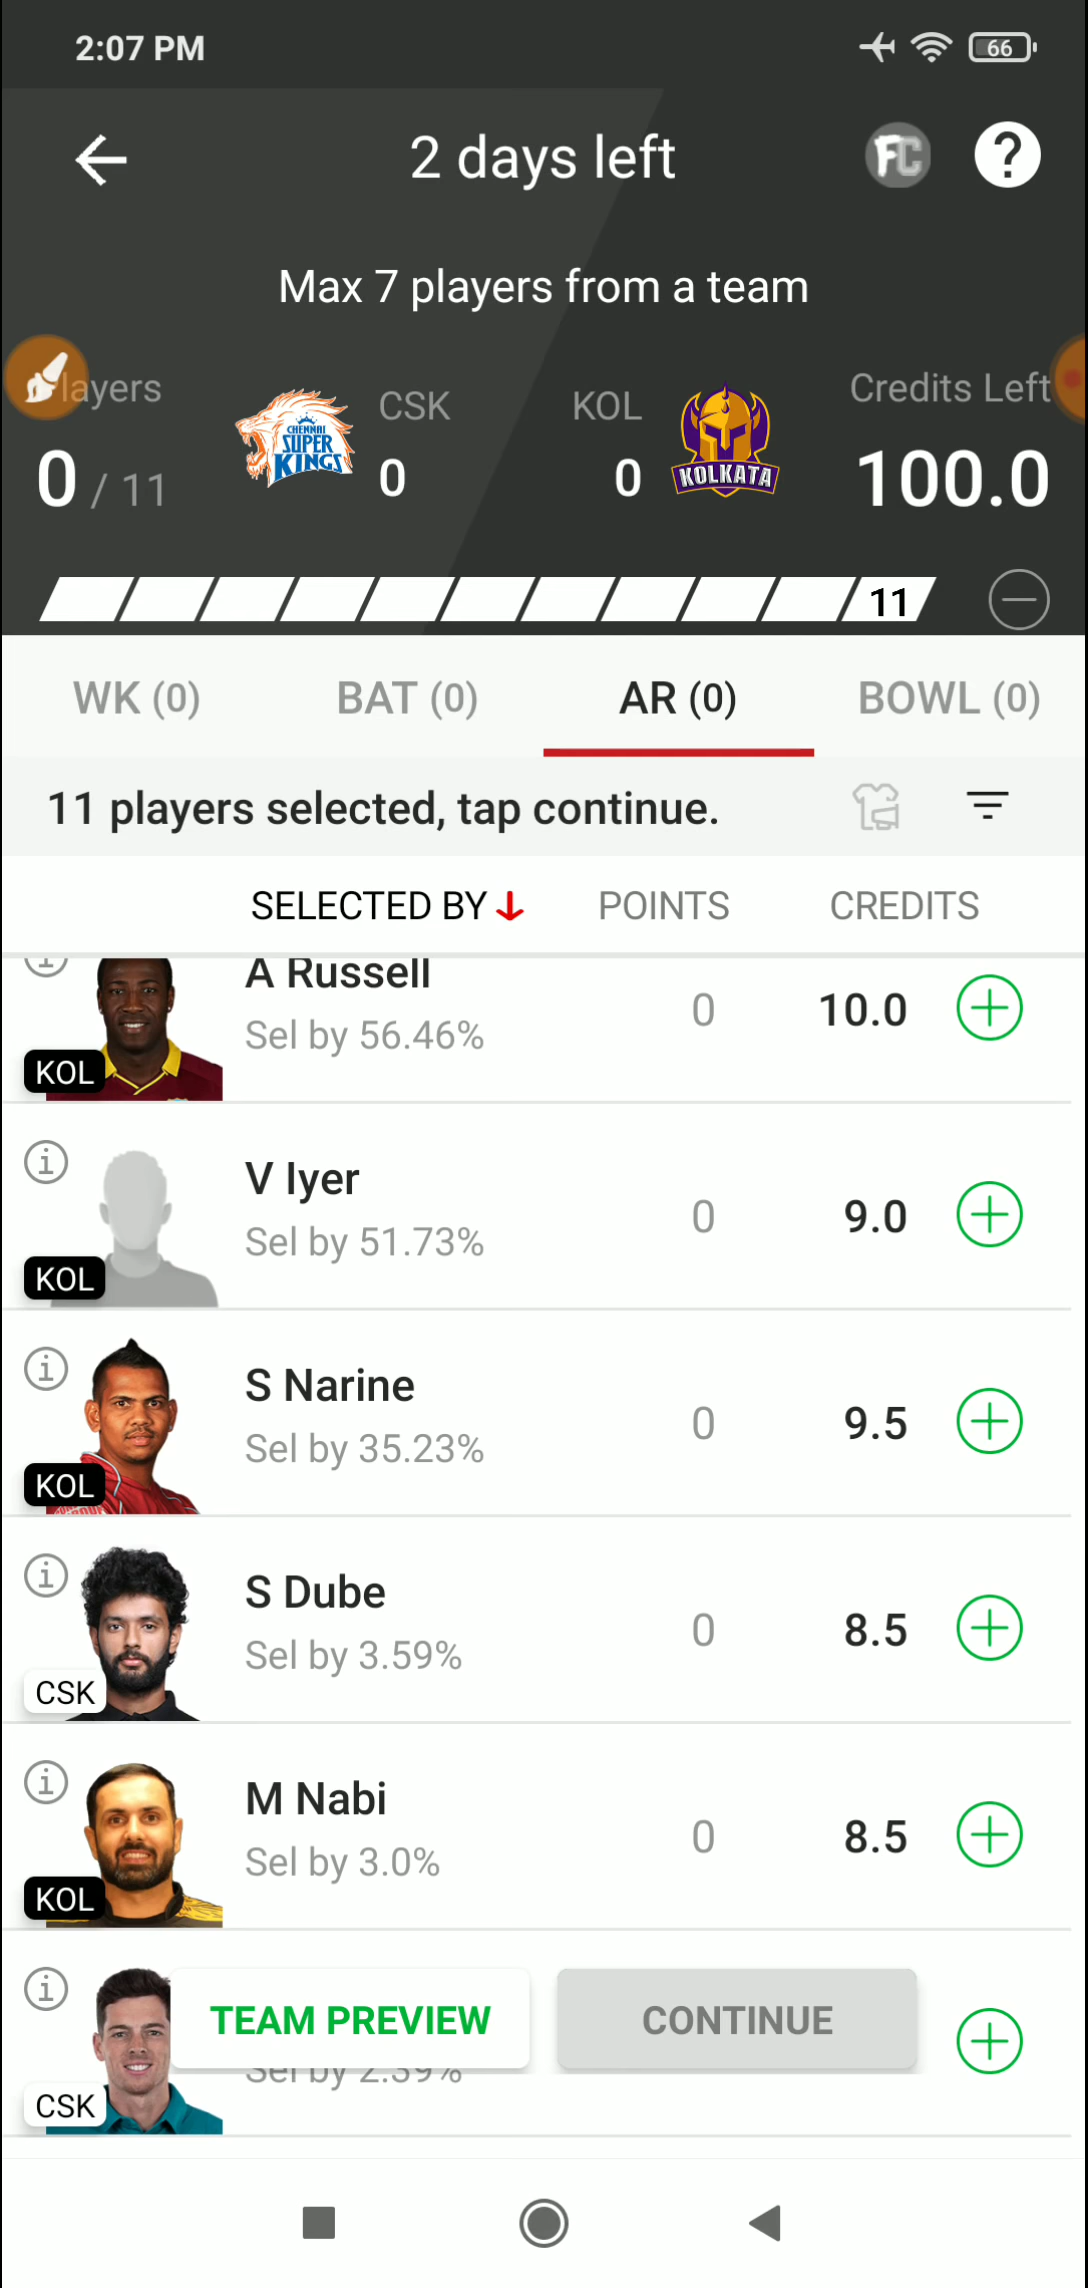 2:07 PM
66
2 days left
FC
?
Max 7 players from a team
layers
CSK
KOL
Credits Left
CHENNAI
SUPER
KINGS
KOLKATA
0 / 11
0
0
100.0
11
WK (0)
BAT (0)
AR (0)
BOWL (0)
11 players selected, tap continue.
SELECTED BY
POINTS
CREDITS
A Russell
Sel by 56.46%
0
10.0
KOL
V Iyer
Sel by 51.73%
0
9.0
KOL
S Narine
Sel by 35.23%
0
9.5
KOL
S Dube
Sel by 3.59%
0
8.5
CSK
M Nabi
Sel by 3.0%
0
8.5
KOL
TEAM PREVIEW
CONTINUE
Sel by 2.39%
CSK